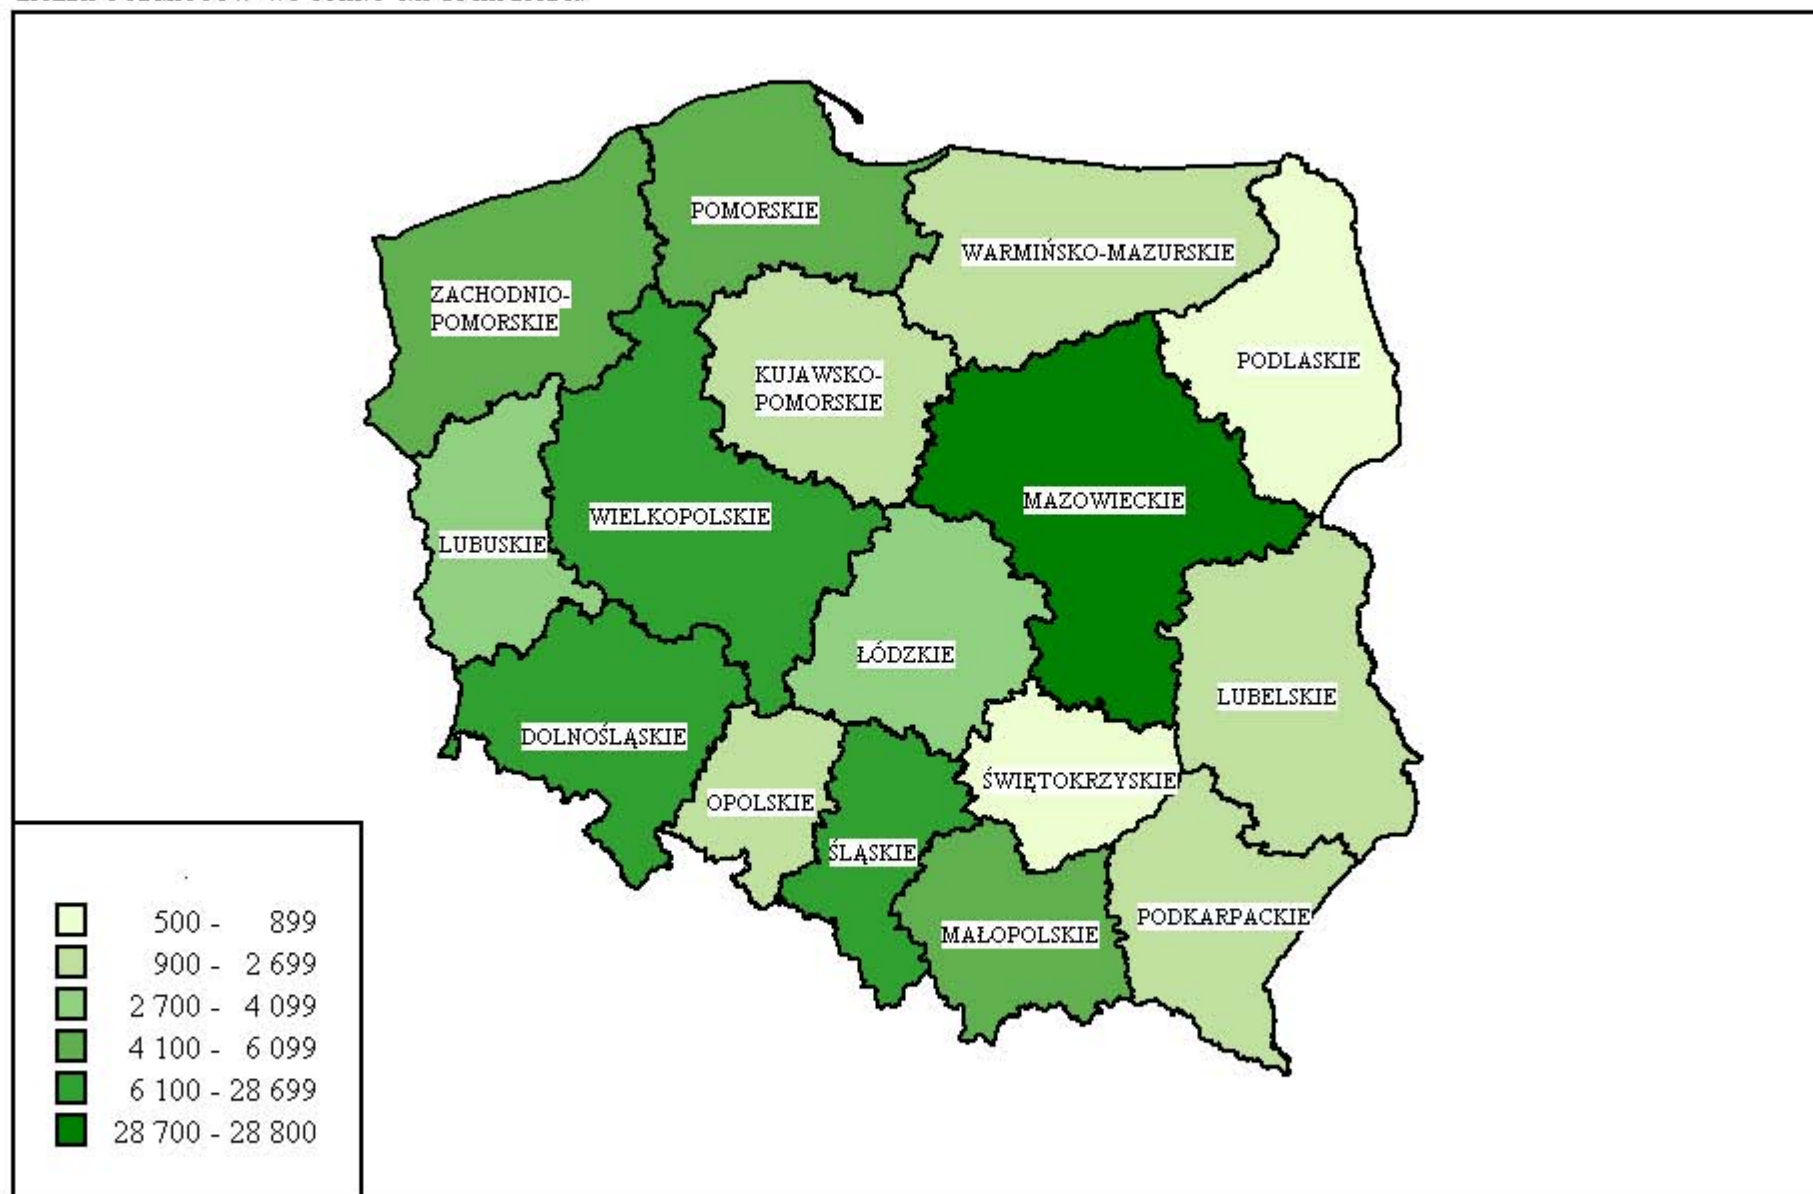 POMORSKIE
WARMIŃSKO-MAZURSKIE
ZACHODNIO-
POMORSKIE
PODLASKIE
KUJAWSKO-
POMORSKIE
MAZOWIECKIE
WIELKOPOLSKIE
LUBUSKIE
ŁÓDZKIE
LUBELSKIE
DOLNOŚLĄSKIE
ŚWIĘTOKRZYSKIE
OPOLSKIE
ŚLĄSKIE
PODKARPACKIE
MAŁOPOLSKIE
500 - 899
900 - 2 699
2 700 - 4 099
4 100 - 6 099
6 100 - 28 699
28 700 - 28 800